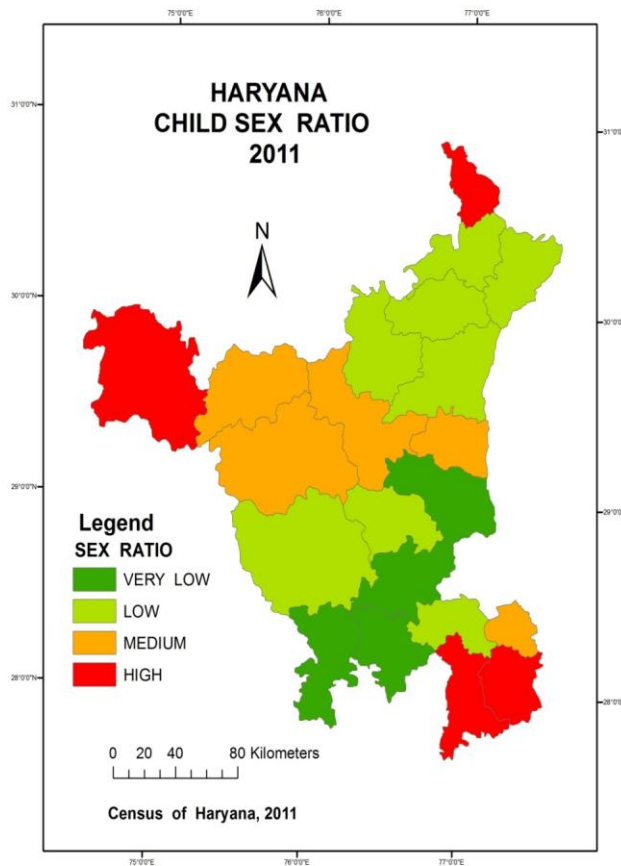 75°0'0"E 76°0'0"E 77°0'0"E
HARYANA
CHILD SEX RATIO
2011
31°0'0"N
31°0'0"N
N
30°0'0"N
30°0'0"N
29°0'0"N
29°0'0"N
Legend
SEX RATIO
VERY LOW
LOW
MEDIUM
HIGH
28°0'0"N
28°0'0"N
0 20 40 80 Kilometers
Census of Haryana, 2011
75°0'0"E 76°0'0"E 77°0'0"E